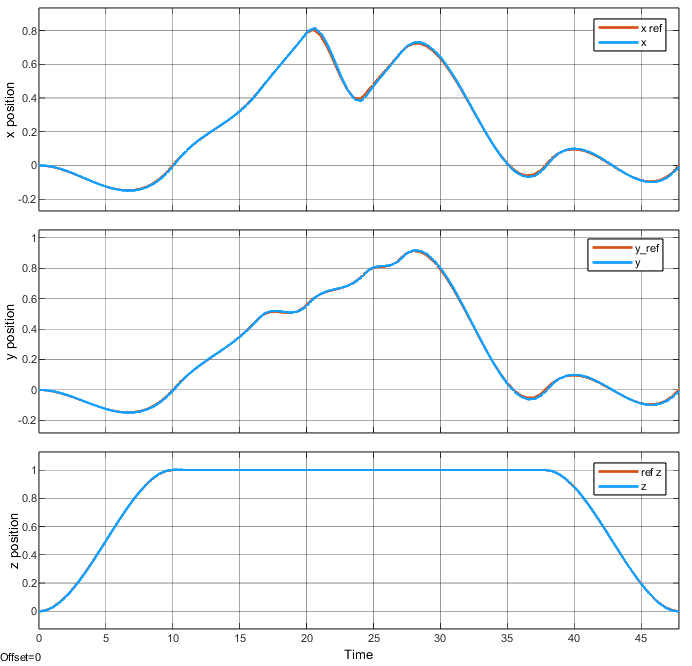 x position
0.8
0.6
0.4
0.2
0
-0.2
x ref
x
y position
1
0.8
0.6
0.4
0.2
0
-0.2
y_ref
y
z position
1
0.8
0.6
0.4
0.2
0
ref z
z
0 5 10 15 20 25 30 35 40 45
Time
Offset=0